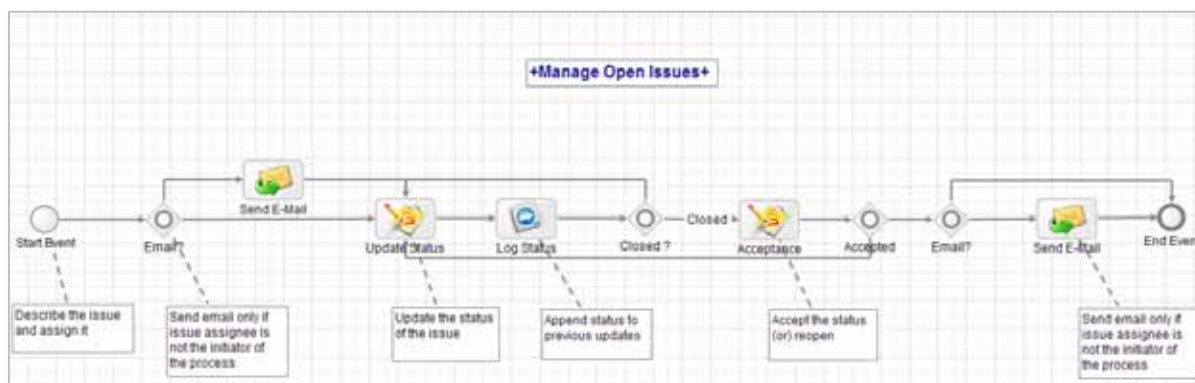 +Manage Open Issues+
Send E-Mail
Start Event
Email?
Update Status
Log Status
Closed ?
Closed
Acceptance
Accepted
Email?
Send E-Mail
End Event
Describe the issue
and assign it
Send email only if
issue assignee is
not the initiator of
the process
Update the status
of the issue
Append status to
previous updates
Accept the status
(or) reopen
Send email only if
issue assignee is
not the initiator of
the process